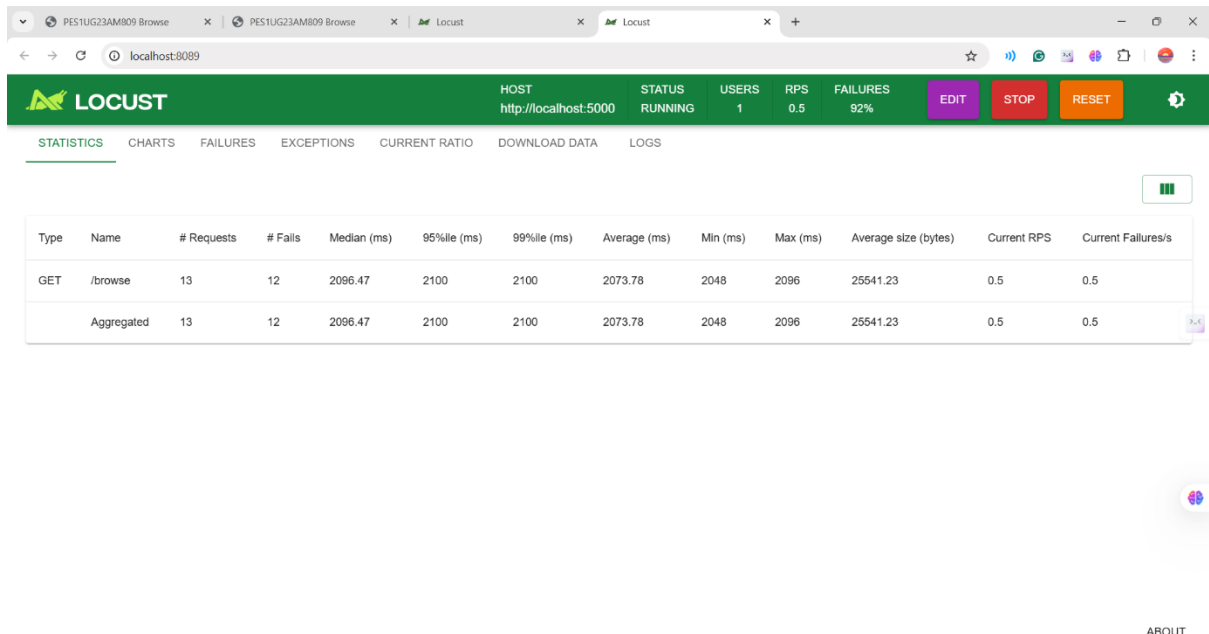 PES1UG23AM809 Browse PES1UG23AM809 Browse Locust Locust
localhost:8089
LOCUST
HOST STATUS USERS RPS FAILURES
http://localhost:5000 RUNNING 1 0.5 92%
EDIT STOP RESET
STATISTICS CHARTS FAILURES EXCEPTIONS CURRENT RATIO DOWNLOAD DATA LOGS
Type Name # Requests # Fails Median (ms) 95%ile (ms) 99%ile (ms) Average (ms) Min (ms) Max (ms) Average size (bytes) Current RPS Current Failures/s
GET /browse 13 12 2096.47 2100 2100 2073.78 2048 2096 25541.23 0.5 0.5
Aggregated 13 12 2096.47 2100 2100 2073.78 2048 2096 25541.23 0.5 0.5
ABOUT